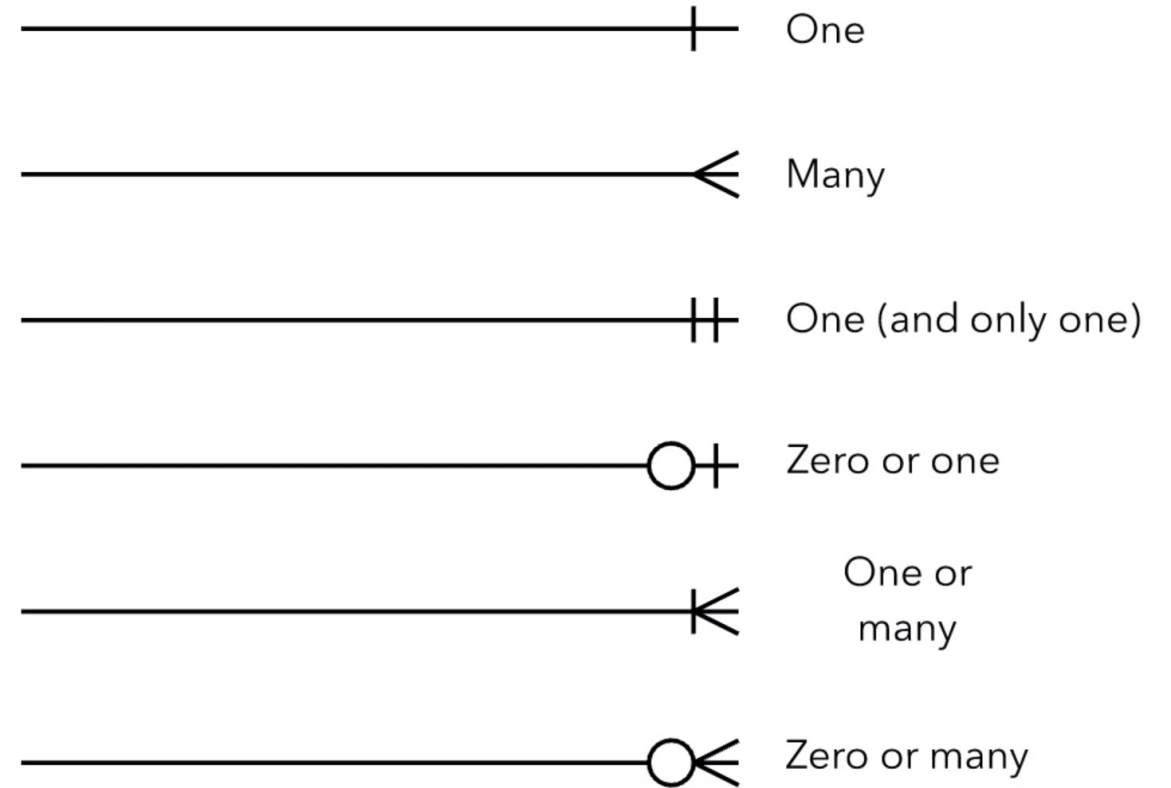 One
Many
One (and only one)
Zero or one
One or
many
Zero or many